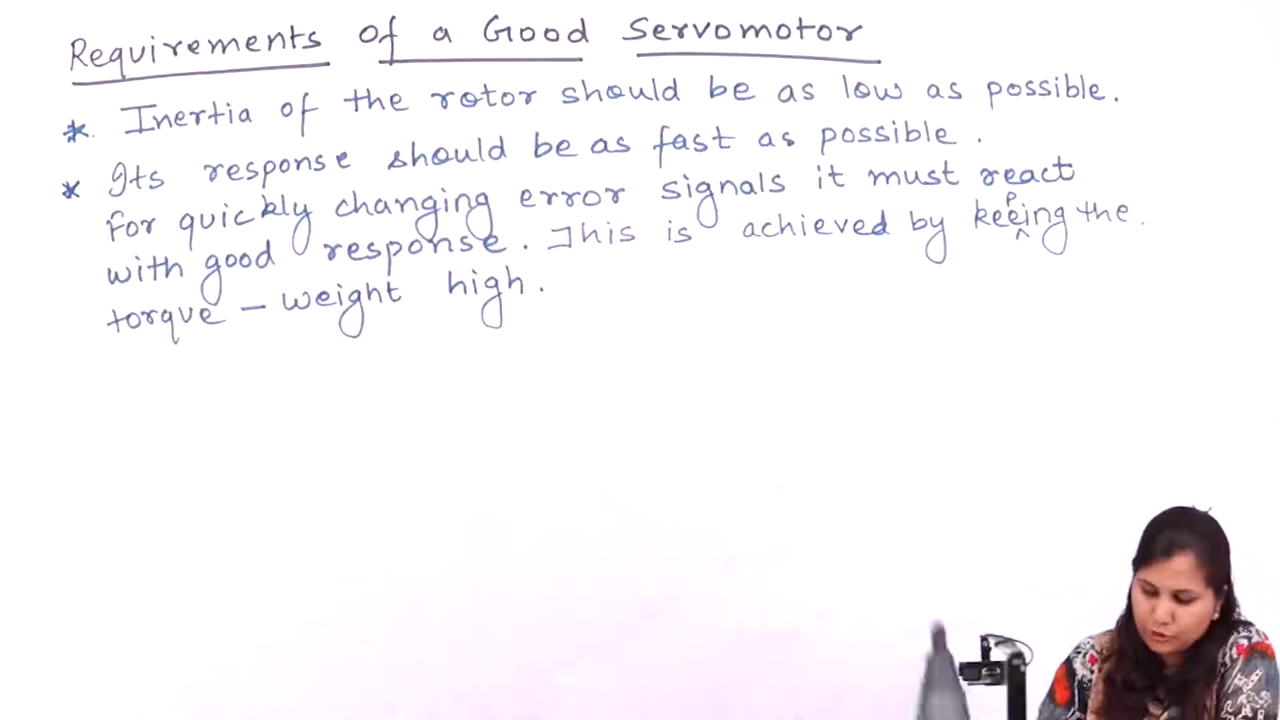 Requirements of a Good Servomotor
* Inertia of the rotor should be as low as possible.
* Its response should be as fast as possible.
For quickly changing error signals it must react
with good response. This is achieved by keeping the
torque - weight high.